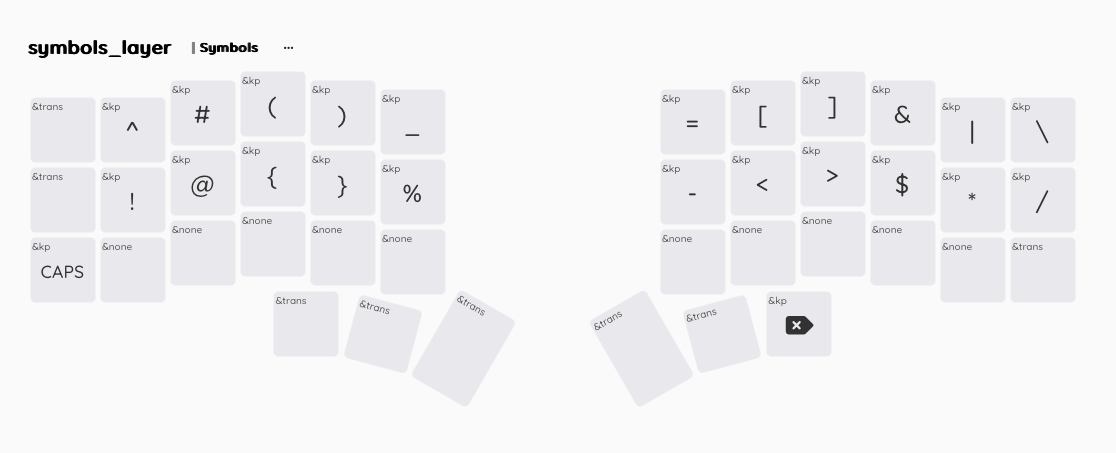 symbols_layer | Symbols ...
&trans &kp ^ &kp # &kp ( &kp ) &kp _ &kp = &kp [ &kp ] &kp & &kp | &kp \
&trans &kp ! &kp @ &kp { &kp } &kp % &kp - &kp < &kp > &kp $ &kp * &kp /
&kp CAPS &none &none &none &none &none &none &none &none &none &none &trans
&trans &trans &trans &trans &trans &kp